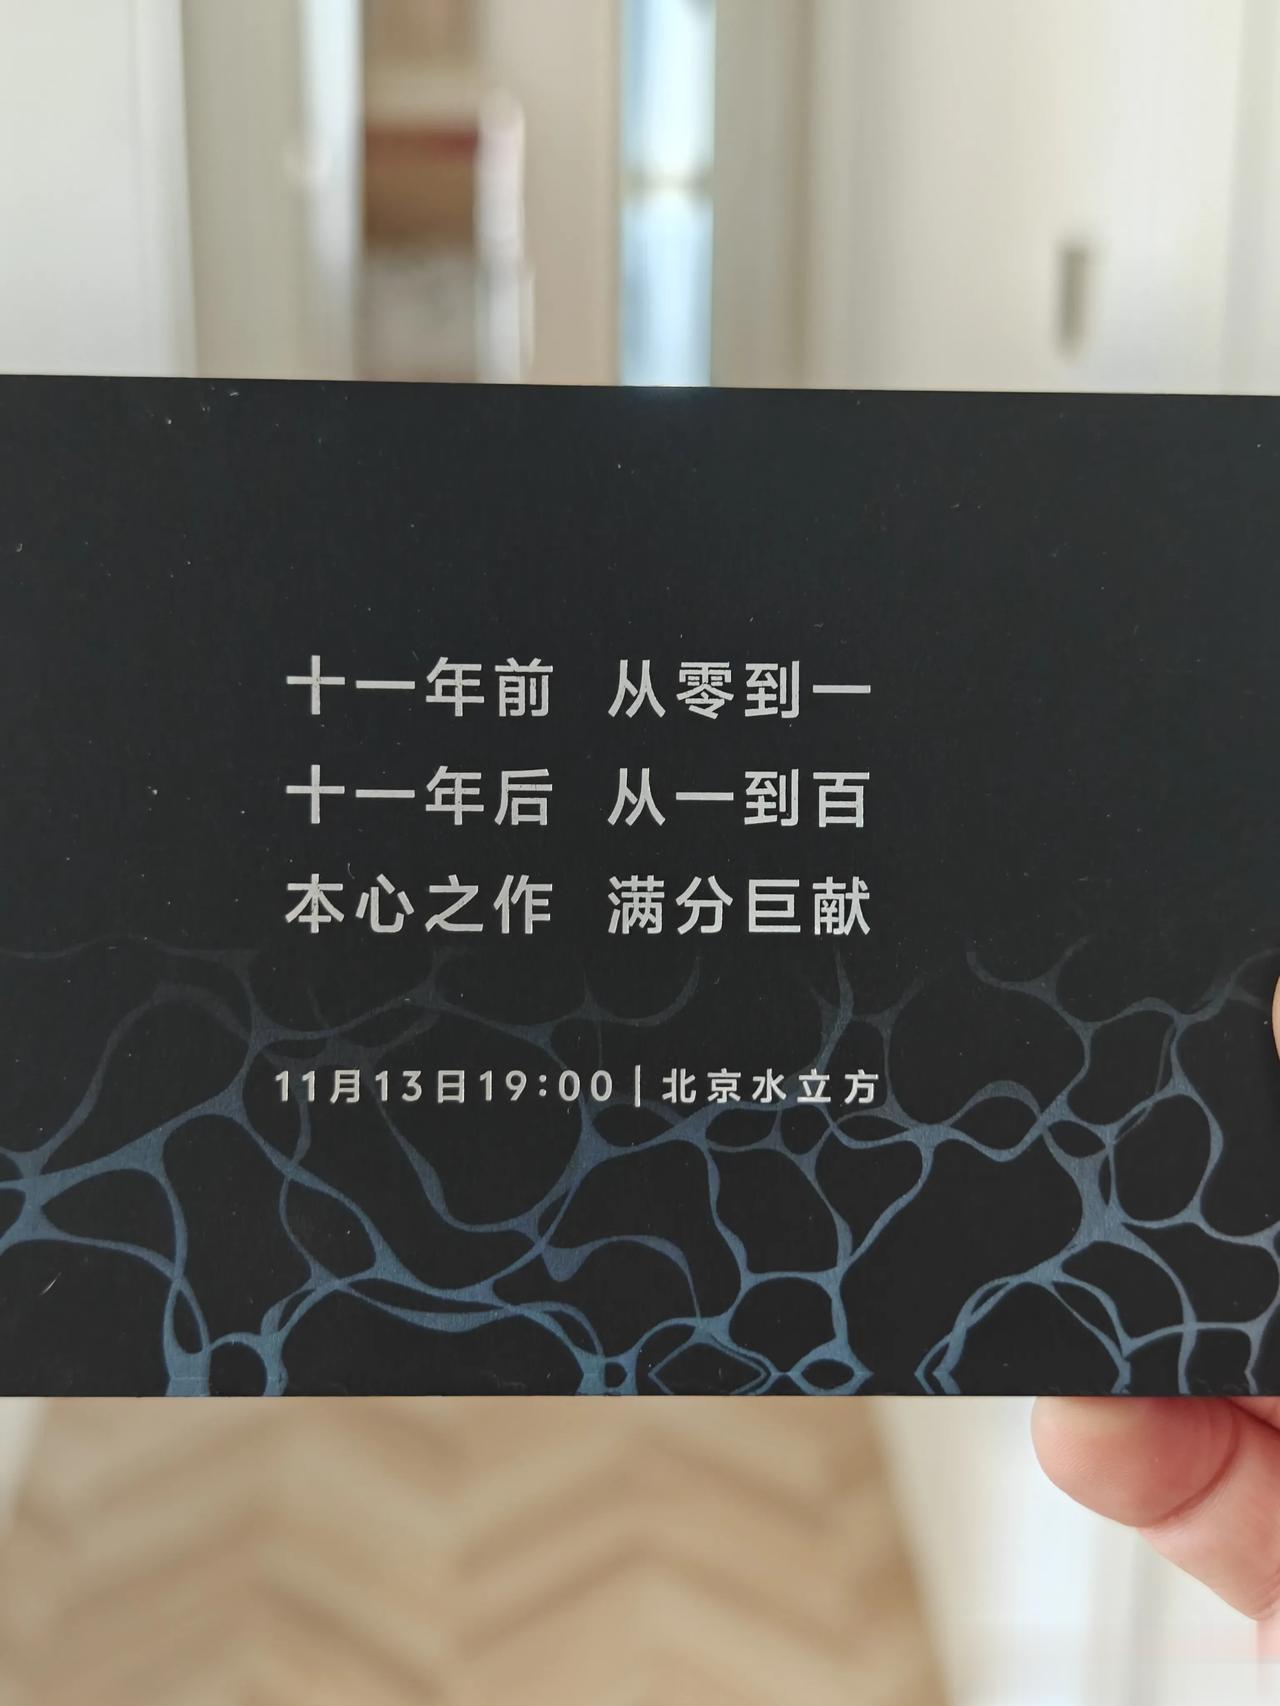 十一年前 从零到一
十一年后 从一到百
本心之作 满分巨献
11月13日19:00 | 北京水立方